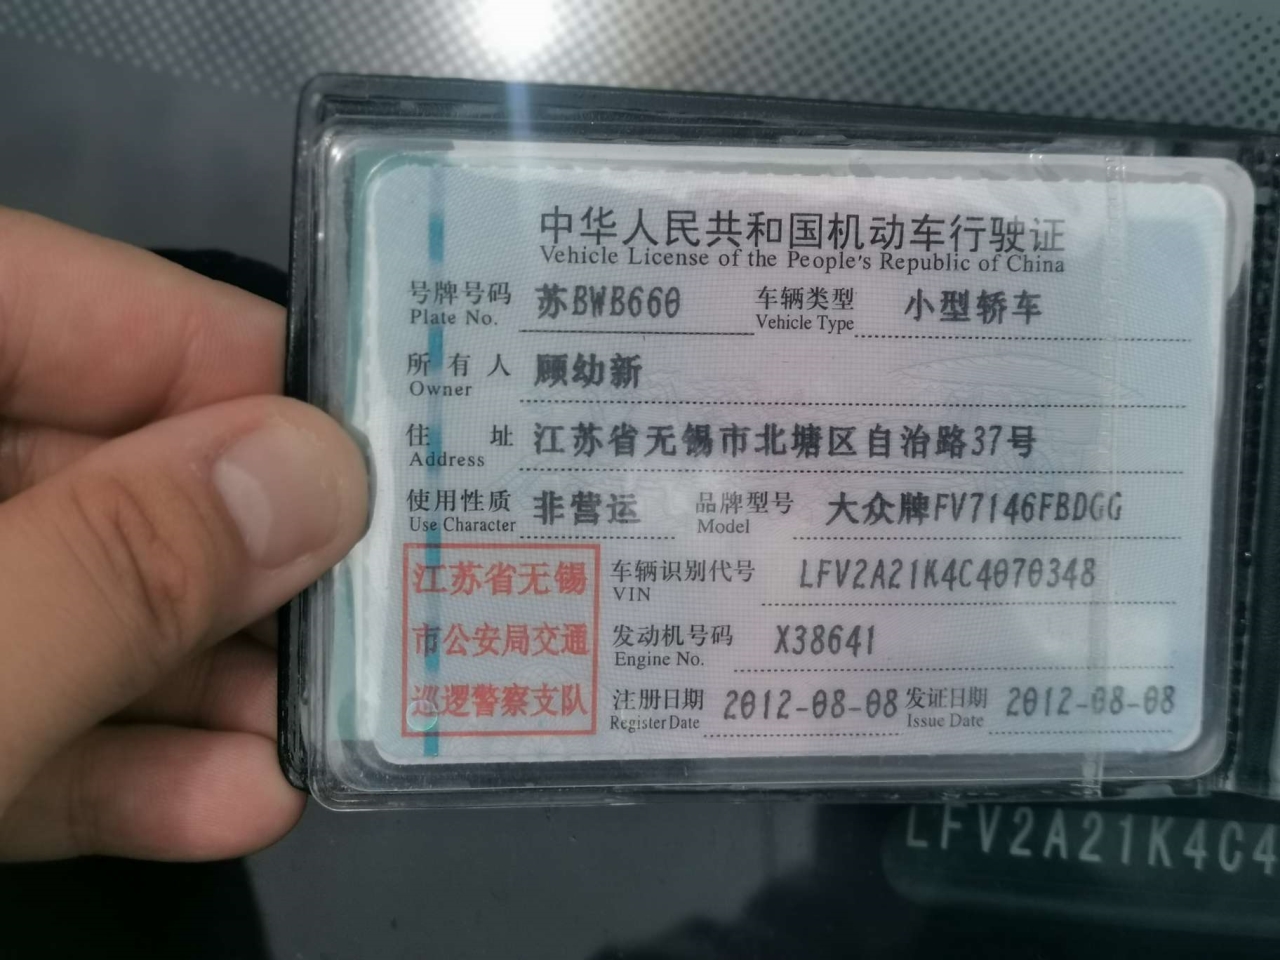 中华人民共和国机动车行驶证
Vehicle License of the People's Republic of China
号牌号码 苏BWB660 车辆类型 小型轿车
Plate No. Vehicle Type
所有人 顾幼新
Owner
住址 江苏省无锡市北塘区自治路37号
Address
使用性质 非营运 品牌型号 大众牌FV7146FBDGG
Use Character Model
江苏省无锡
市公安局交通
巡逻警察支队
车辆识别代号 LFV2A21K4C4070348
VIN
发动机号码 X38641
Engine No.
注册日期 2012-08-08 发证日期 2012-08-08
Register Date Issue Date
LFV2A21K4C4